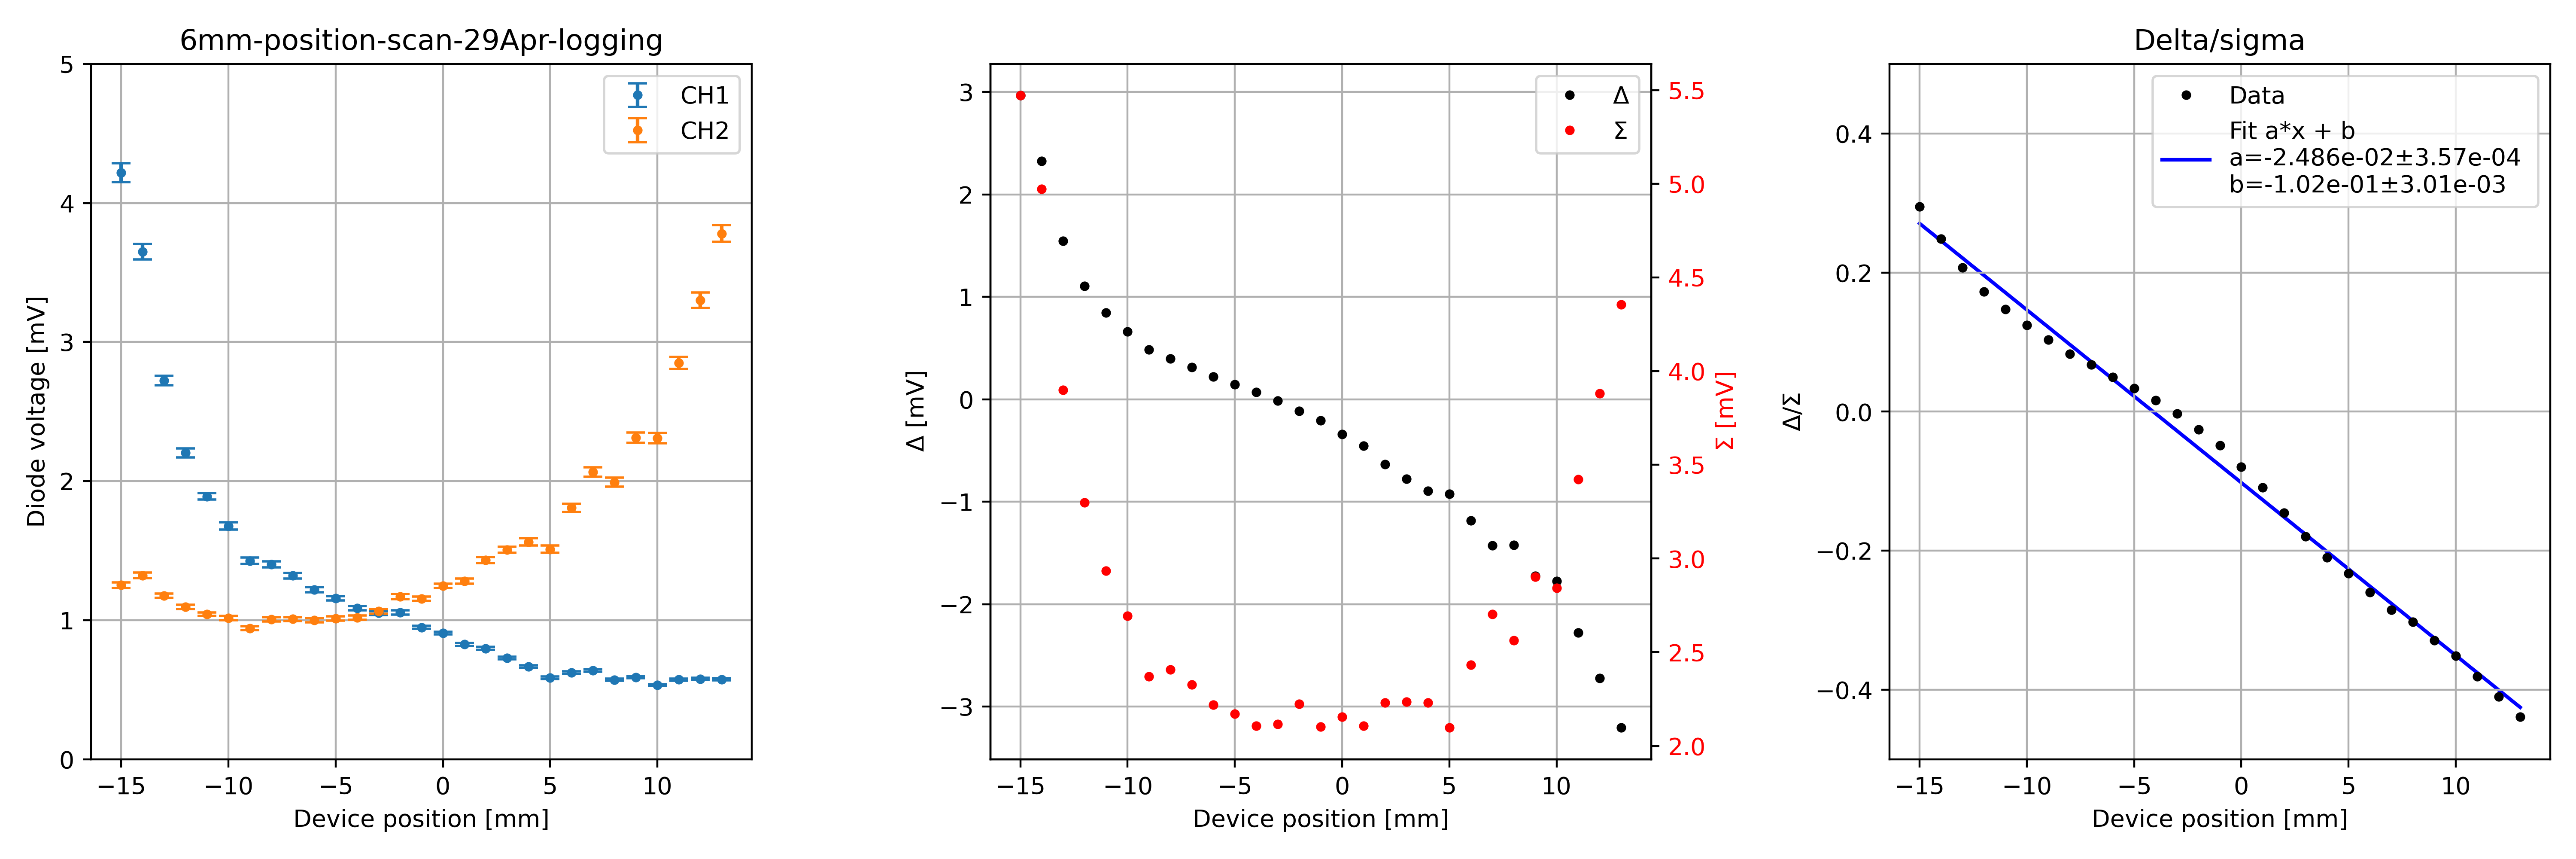 6mm-position-scan-29Apr-logging
5
4
3
2
1
0
Diode voltage [mV]
−15 −10 −5 0 5 10
Device position [mm]
CH1
CH2
3
2
1
0
−1
−2
−3
Δ [mV]
−15 −10 −5 0 5 10
Device position [mm]
Δ
Σ
5.5
5.0
4.5
4.0
3.5
3.0
2.5
2.0
Σ [mV]
Delta/sigma
0.4
0.2
0.0
−0.2
−0.4
Δ/Σ
−15 −10 −5 0 5 10
Device position [mm]
Data
Fit a*x + b
a=-2.486e-02±3.57e-04
b=-1.02e-01±3.01e-03